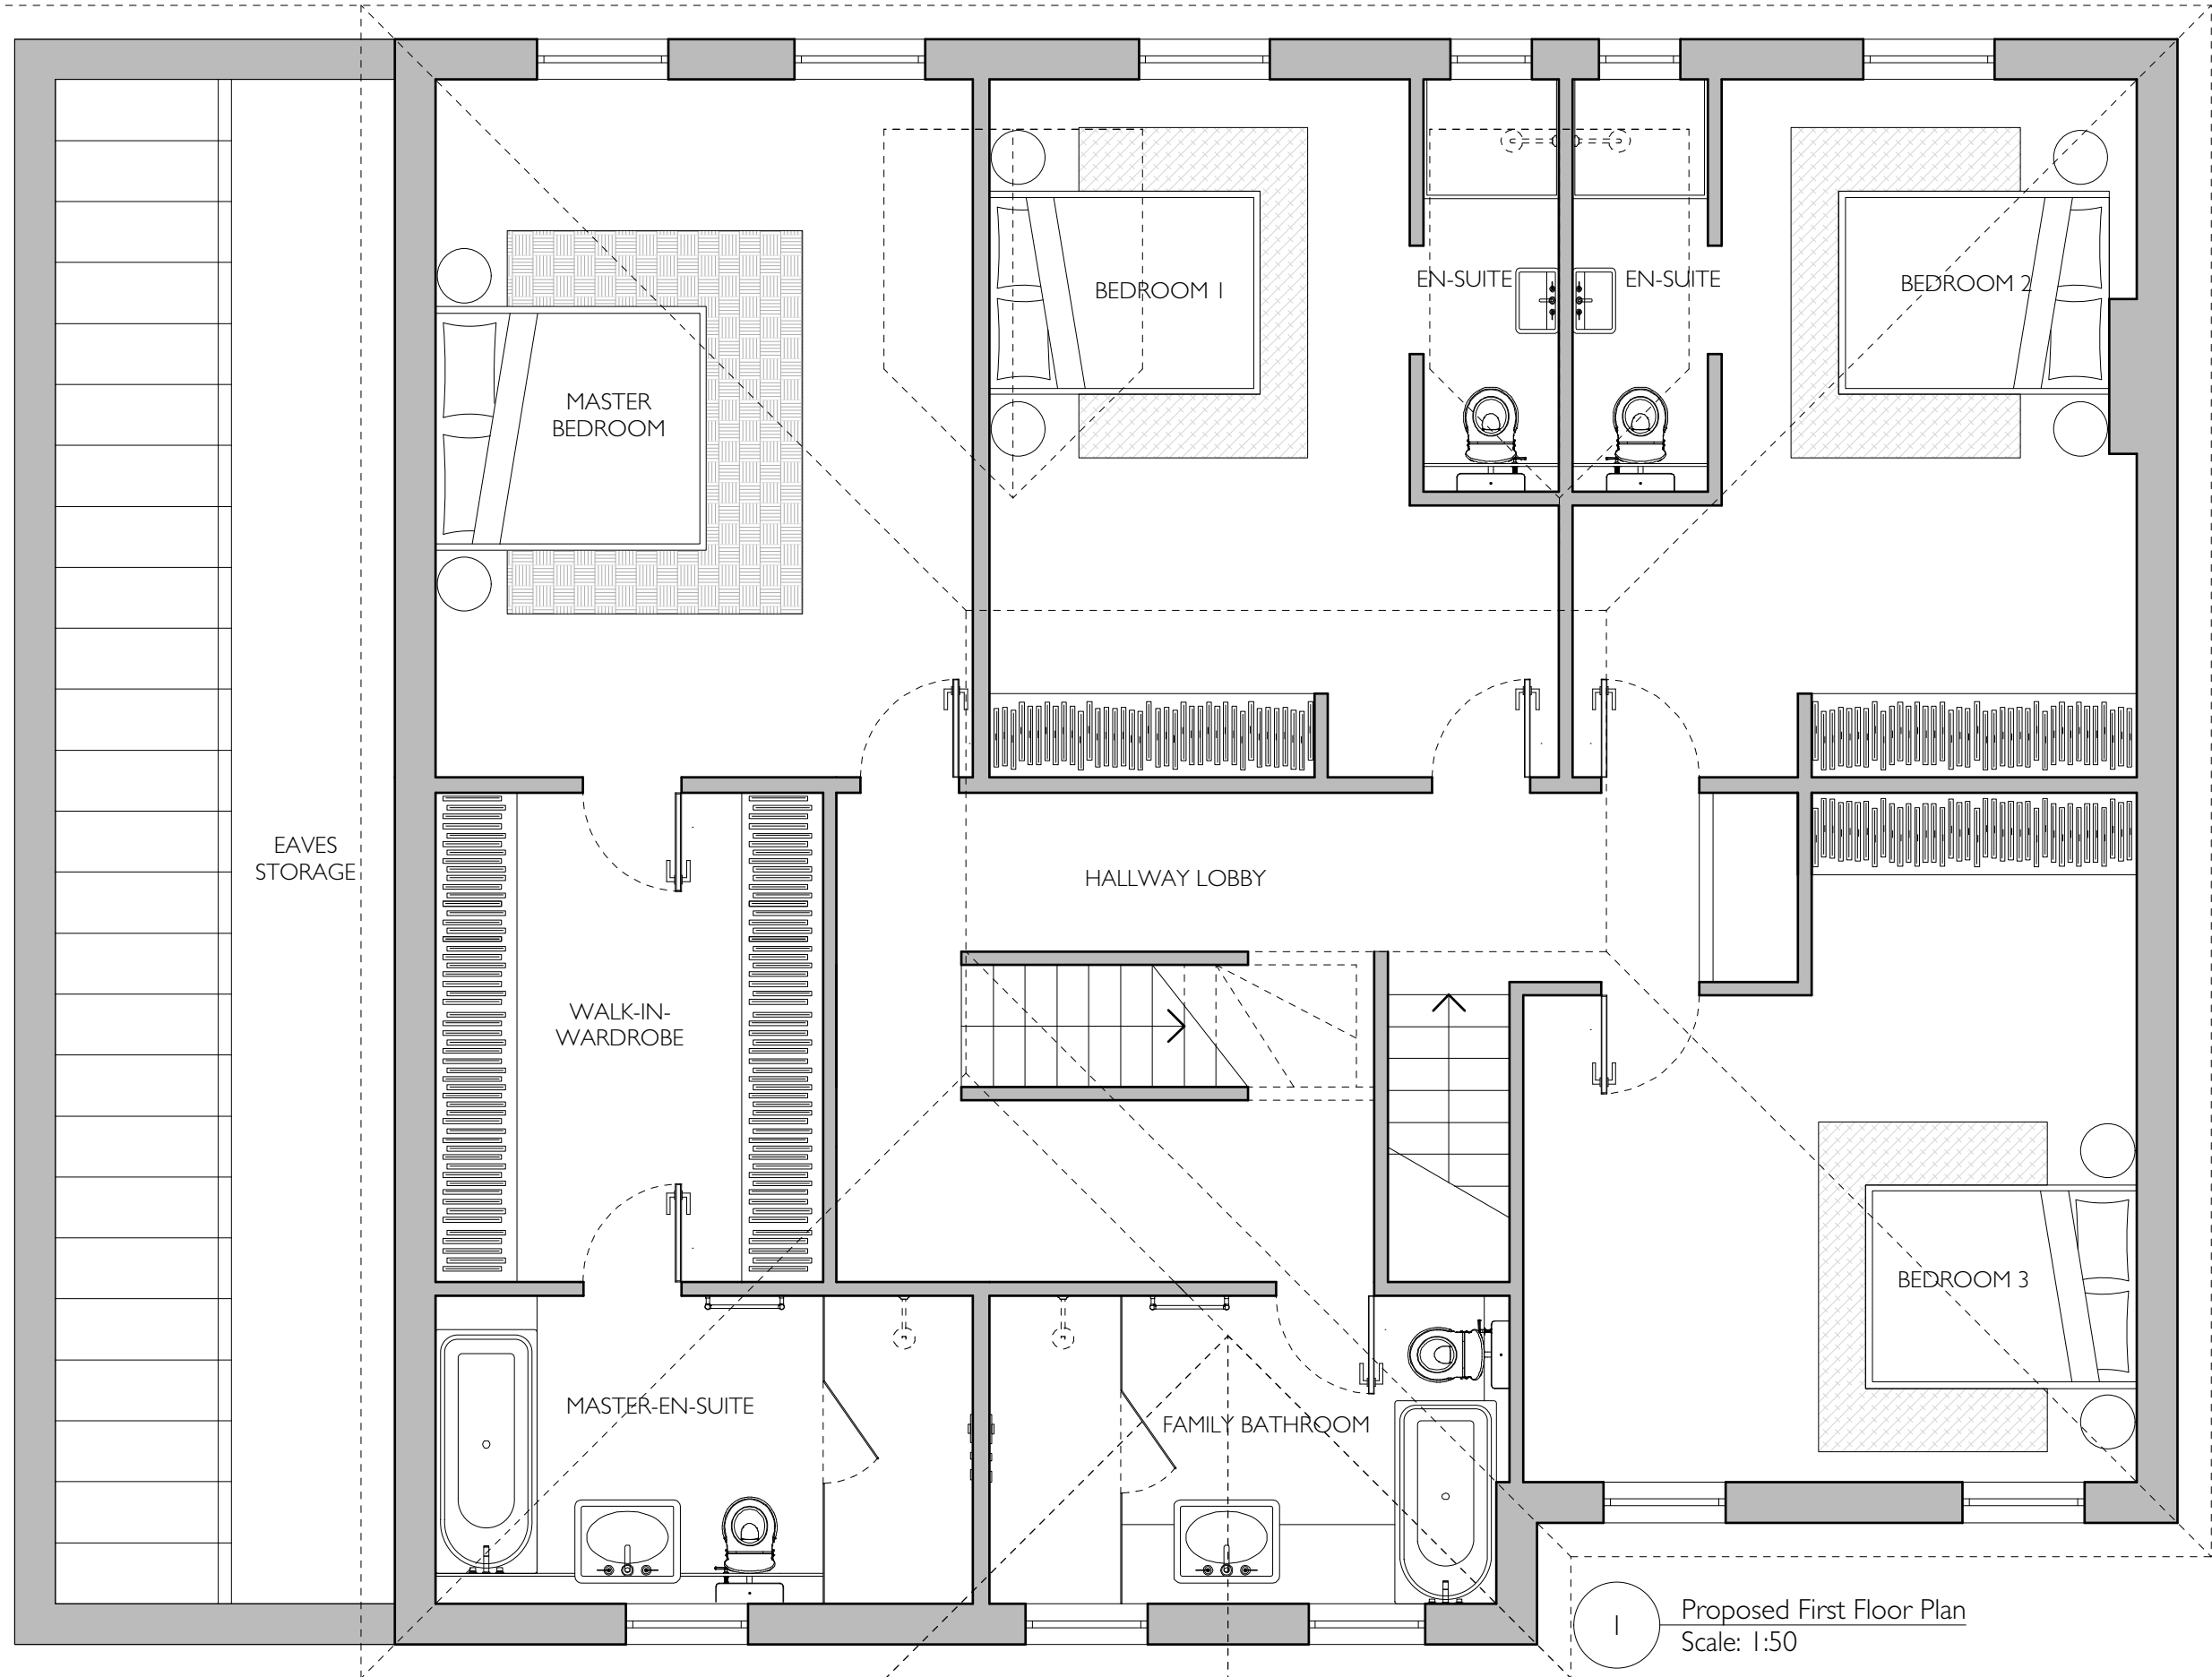 BEDROOM 1
EN-SUITE
EN-SUITE
BEDROOM 2
MASTER
BEDROOM
EAVES
STORAGE
HALLWAY LOBBY
WALK-IN-
WARDROBE
BEDROOM 3
MASTER-EN-SUITE
FAMILY BATHROOM
1
Proposed First Floor Plan
Scale: 1:50